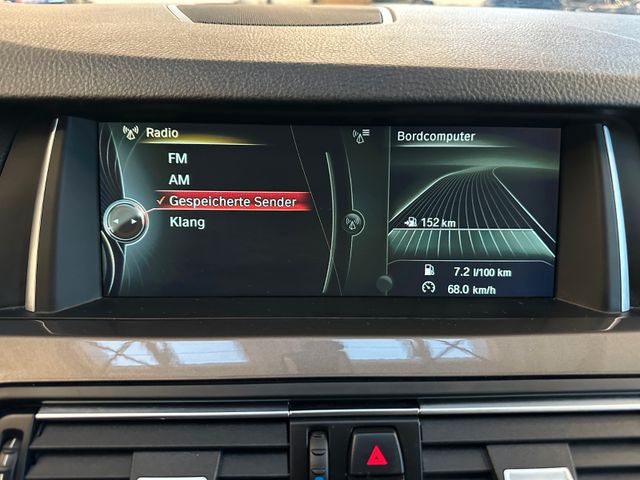 Radio
FM
AM
Gespeicherte Sender
Klang
Bordcomputer
152 km
7.2 l/100 km
68.0 km/h